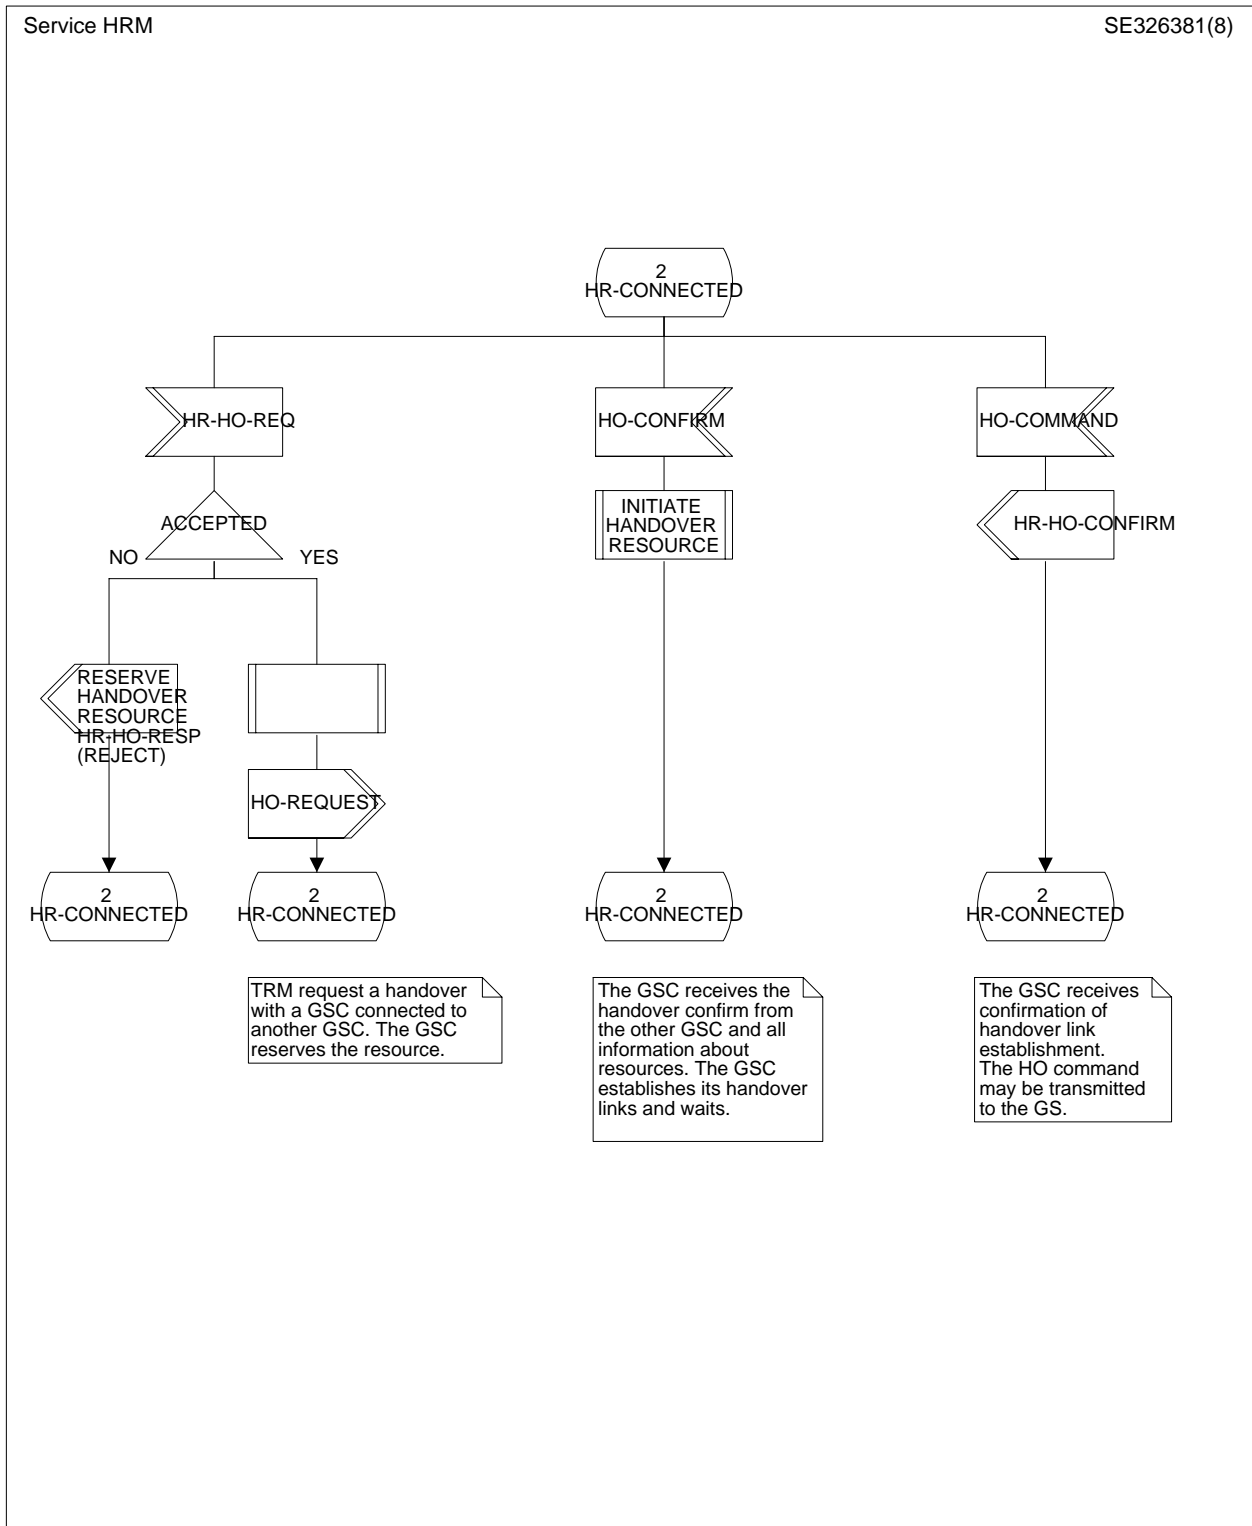 Service HRM
SE326381(8)
2
HR-CONNECTED
HR-HO-REQ
HO-CONFIRM
HO-COMMAND
ACCEPTED
NO
YES
INITIATE
HANDOVER
RESOURCE
HR-HO-CONFIRM
RESERVE
HANDOVER
RESOURCE
HR-HO-RESP
(REJECT)
HO-REQUEST
2
HR-CONNECTED
2
HR-CONNECTED
2
HR-CONNECTED
2
HR-CONNECTED
TRM request a handover
with a GSC connected to
another GSC. The GSC
reserves the resource.
The GSC receives the
handover confirm from
the other GSC and all
information about
resources. The GSC
establishes its handover
links and waits.
The GSC receives
confirmation of
handover link
establishment.
The HO command
may be transmitted
to the GS.